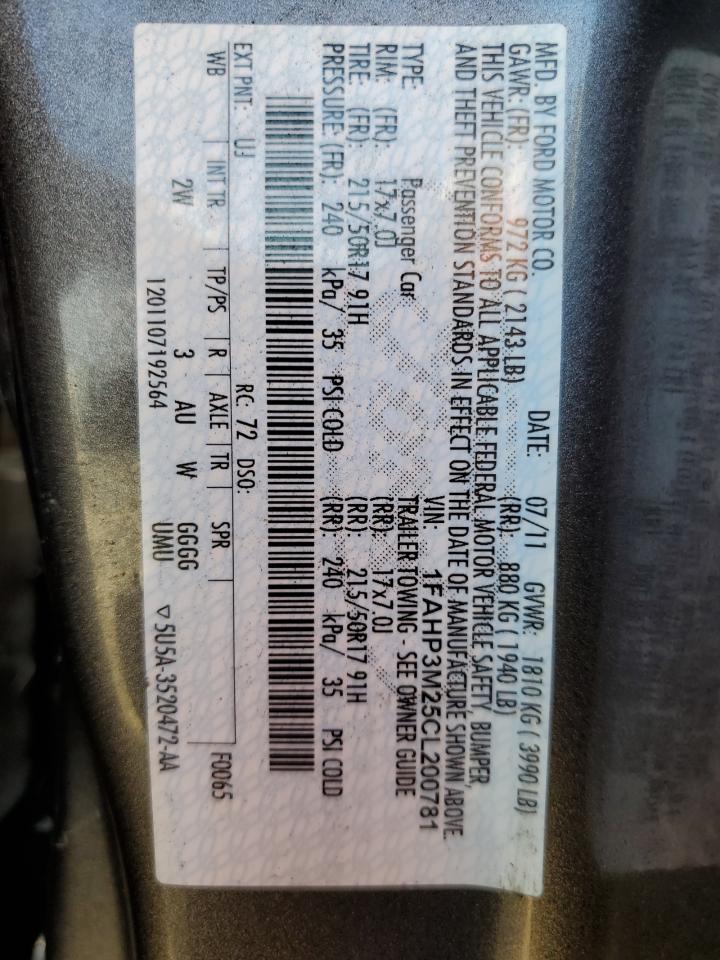 MFD. BY FORD MOTOR CO. DATE: 07/11 GVWR: 1810 KG ( 3990 LB)
GAWR: (FR): 972 KG ( 2143 LB) (RR): 880 KG ( 1940 LB)
THIS VEHICLE CONFORMS TO ALL APPLICABLE FEDERAL MOTOR VEHICLE SAFETY, BUMPER,
AND THEFT PREVENTION STANDARDS IN EFFECT ON THE DATE OF MANUFACTURE SHOWN ABOVE.
VIN: 1FAHP3M25CL200781
TYPE: Passenger Car TRAILER TOWING - SEE OWNER GUIDE
RIM: (FR): 17x7.0J (RR): 17x7.0J
TIRE: (FR): 215/50R17 91H (RR): 215/50R17 91H
PRESSURE: (FR): 240 kPa/ 35 PSI COLD (RR): 240 kPa/ 35 PSI COLD
EXT PNT: UJ RC: 72 DSO:
WB INT TR TP/PS R AXLE TR SPR F0065
2W 3 AU W GGGG
1201107192564 UMU ▽5U5A-3520472-AA